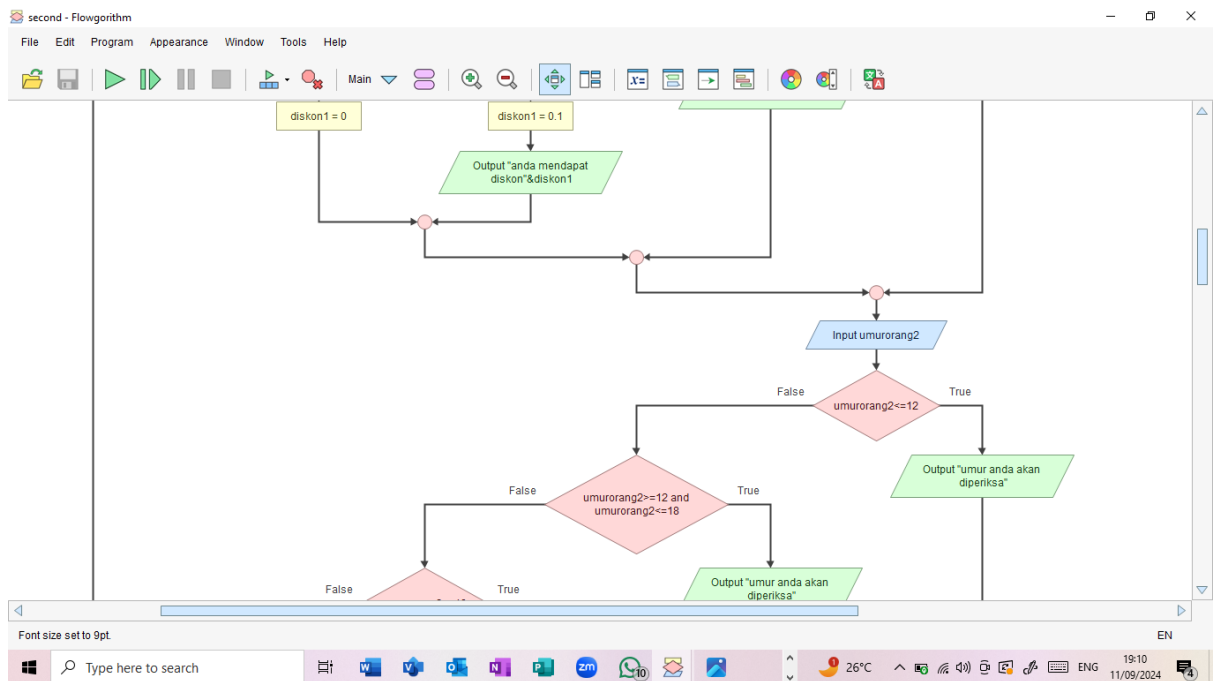 second - Flowgorithm
File Edit Program Appearance Window Tools Help
Main
diskon1 = 0
diskon1 = 0.1
Output "anda mendapat
diskon"&diskon1
Input umurorang2
False
True
umurorang2<=12
Output "umur anda akan
diperiksa"
False
True
umurorang2>=12 and
umurorang2<=18
False
True
Output "umur anda akan
diperiksa"
Font size set to 9pt.
EN
Type here to search
26°C
ENG
19:10
11/09/2024
zm
10
4